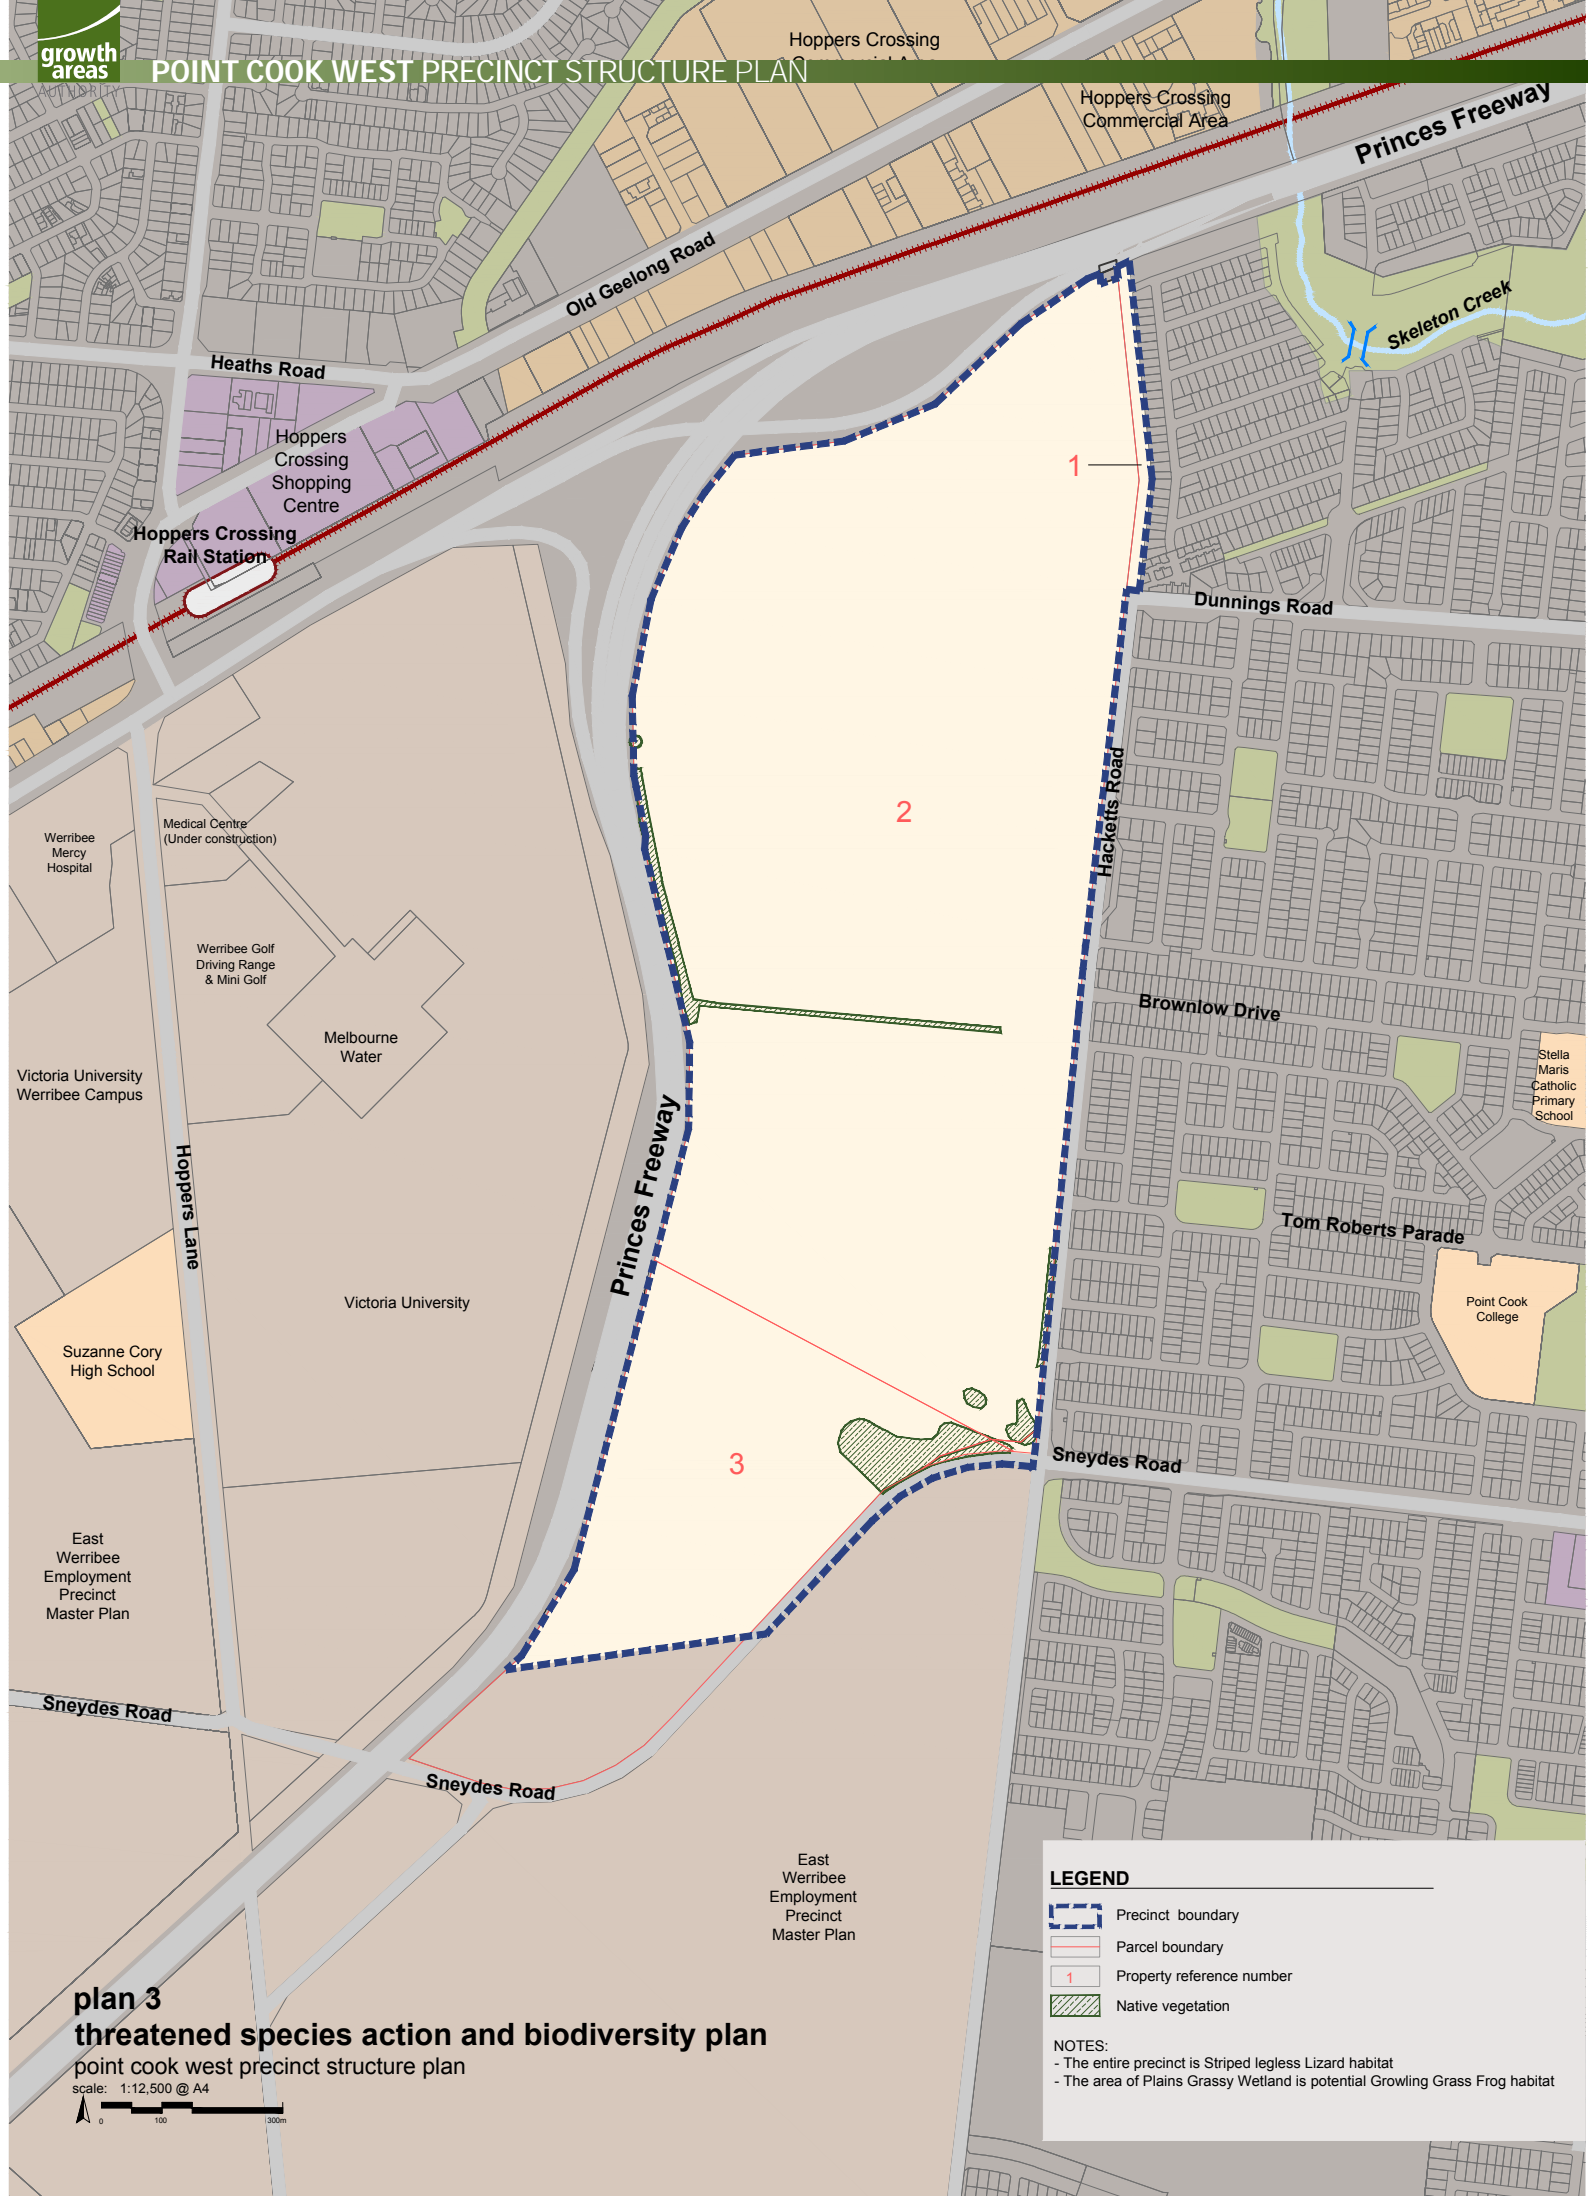 growth
areas
AUTHORITY
POINT COOK WEST PRECINCT STRUCTURE PLAN
Hoppers Crossing
Commercial Area
Hoppers Crossing
Commercial Area
Princes Freeway
Old Geelong Road
Skeleton Creek
Heaths Road
Hoppers
Crossing
Shopping
Centre
Hoppers Crossing
Rail Station
1
Dunnings Road
2
Hacketts Road
Werribee
Mercy
Hospital
Medical Centre
(Under construction)
Werribee Golf
Driving Range
& Mini Golf
Melbourne
Water
Brownlow Drive
Stella
Maris
Catholic
Primary
School
Victoria University
Werribee Campus
Hoppers Lane
Princes Freeway
Tom Roberts Parade
Victoria University
Point Cook
College
Suzanne Cory
High School
3
Sneydes Road
East
Werribee
Employment
Precinct
Master Plan
Sneydes Road
Sneydes Road
East
Werribee
Employment
Precinct
Master Plan
LEGEND
Precinct boundary
Parcel boundary
1 Property reference number
Native vegetation
NOTES:
- The entire precinct is Striped legless Lizard habitat
- The area of Plains Grassy Wetland is potential Growling Grass Frog habitat
plan 3
threatened species action and biodiversity plan
point cook west precinct structure plan
scale: 1:12,500 @ A4
0 100 300m